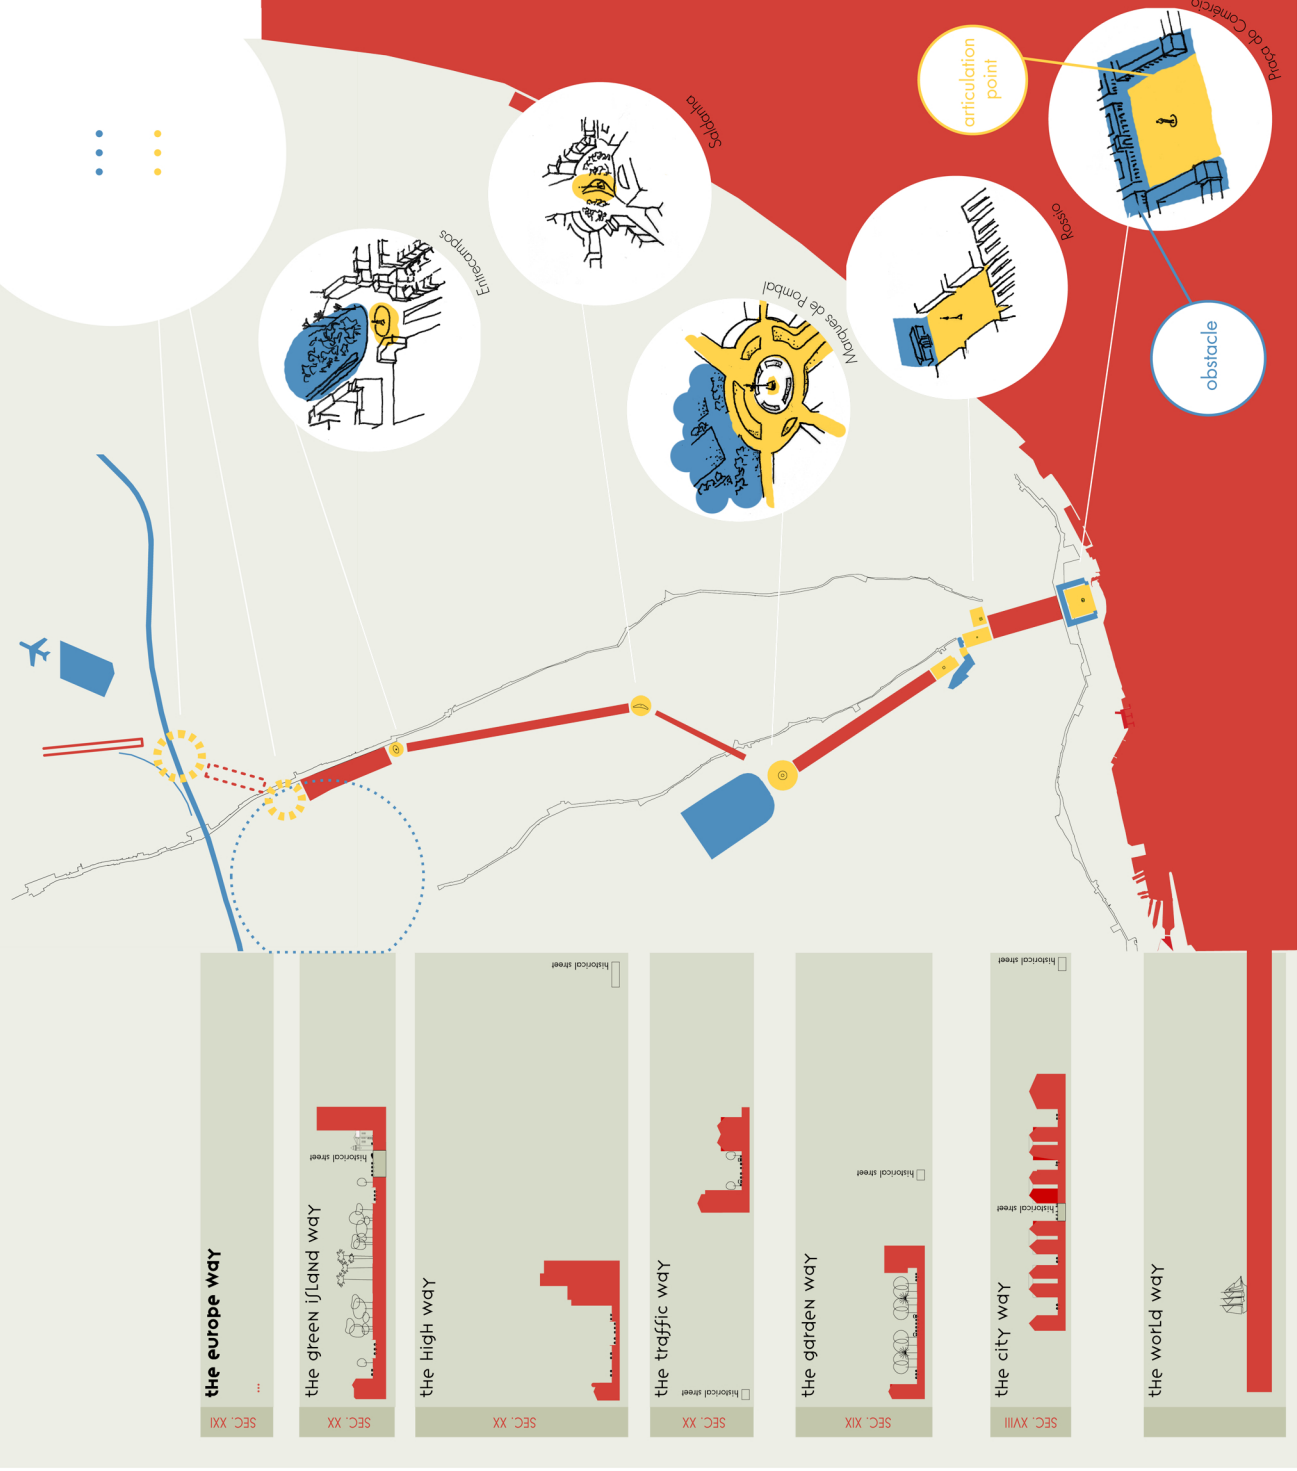 Praça do Comércio
articulation
point
Saldanha
Rossio
Entrecampos
Marques de Pombal
obstacle
the europe way
...
SEC. XXI
the green island way
historical street
SEC. XX
the high way
historical street
SEC. XX
the traffic way
historical street
SEC. XX
the garden way
historical street
SEC. XIX
the city way
historical street
historical street
SEC. XVIII
the world way